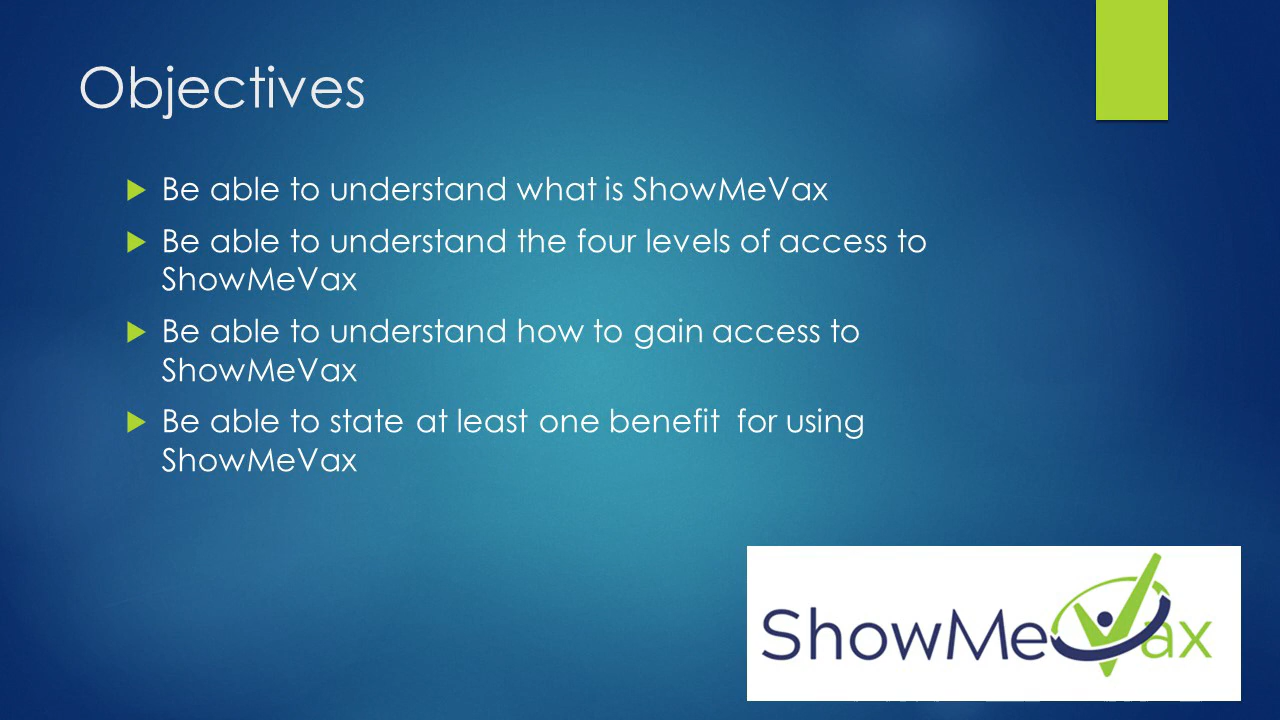 Objectives
Be able to understand what is ShowMeVax
Be able to understand the four levels of access to
ShowMeVax
Be able to understand how to gain access to
ShowMeVax
Be able to state at least one benefit  for using
ShowMeVax
ShowMeVax